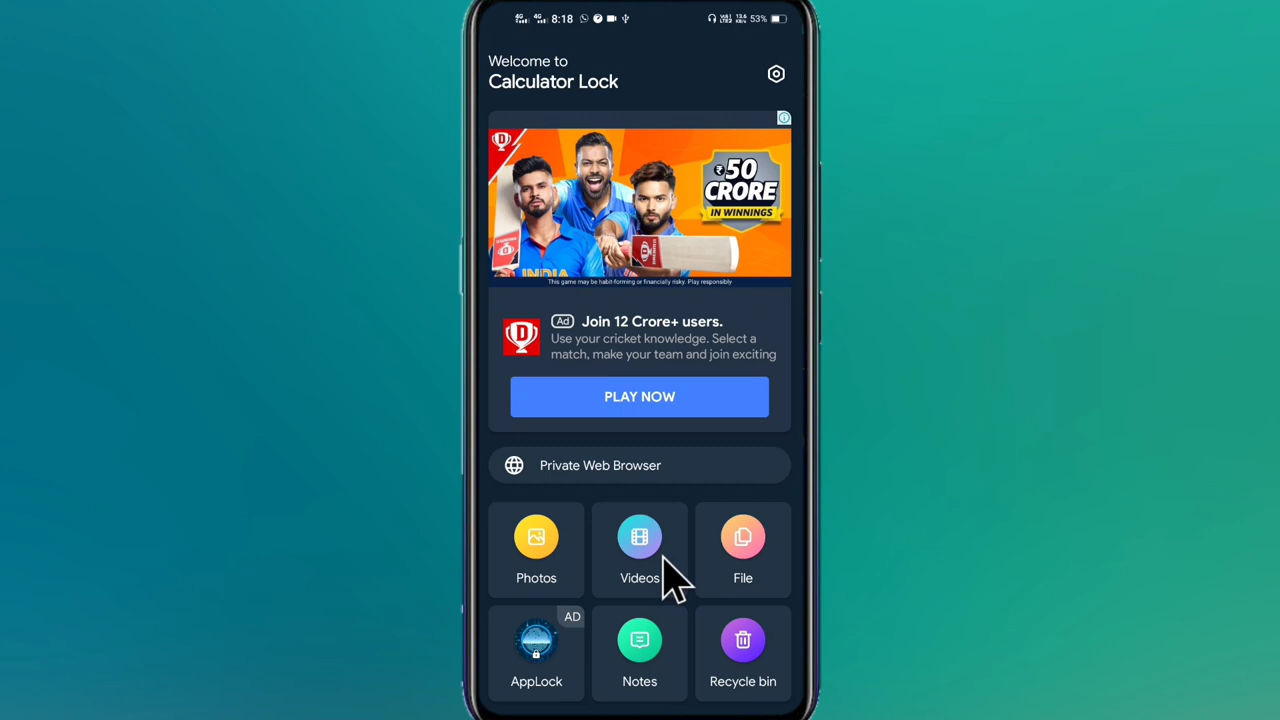 4G 4G 8:18 53%
Welcome to
Calculator Lock
₹50
CRORE
IN WINNINGS
INDIA
This game may be habit-forming or financially risky. Play responsibly
Ad Join 12 Crore+ users.
Use your cricket knowledge. Select a
match, make your team and join exciting
PLAY NOW
Private Web Browser
Photos Videos File
AD
AppLock Notes Recycle bin